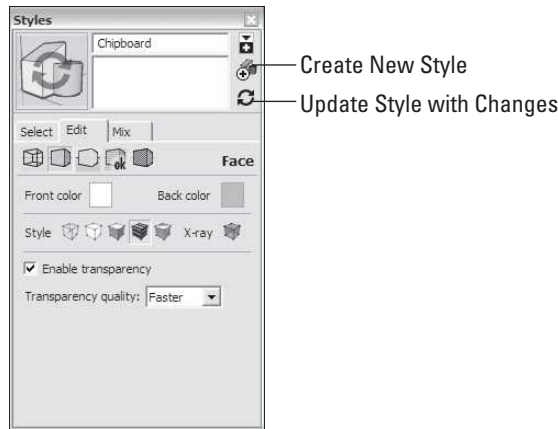 Styles
Chipboard
Create New Style
Update Style with Changes
Select Edit Mix
ok
Face
Front color Back color
Style X-ray
Enable transparency
Transparency quality: Faster